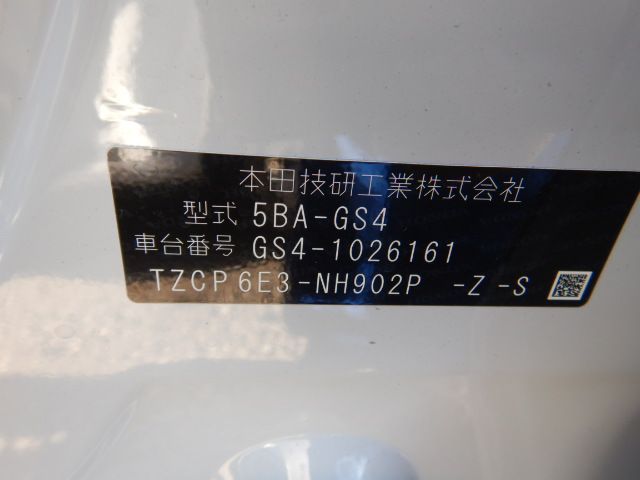 本田技研工業株式会社
型式 5BA-GS4
車台番号 GS4-1026161
TZCP 6E3-NH902P -Z -S